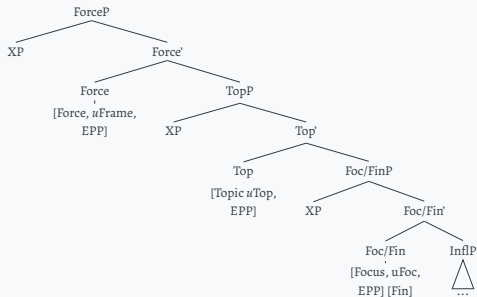 ForceP
XP
Force'
Force
TopP
[Force, uFrame,
EPP]
XP
Top'
Top
Foc/FinP
[Topic uTop,
EPP]
XP
Foc/Fin'
Foc/Fin
InflP
[Focus, uFoc,
EPP] [Fin]
...